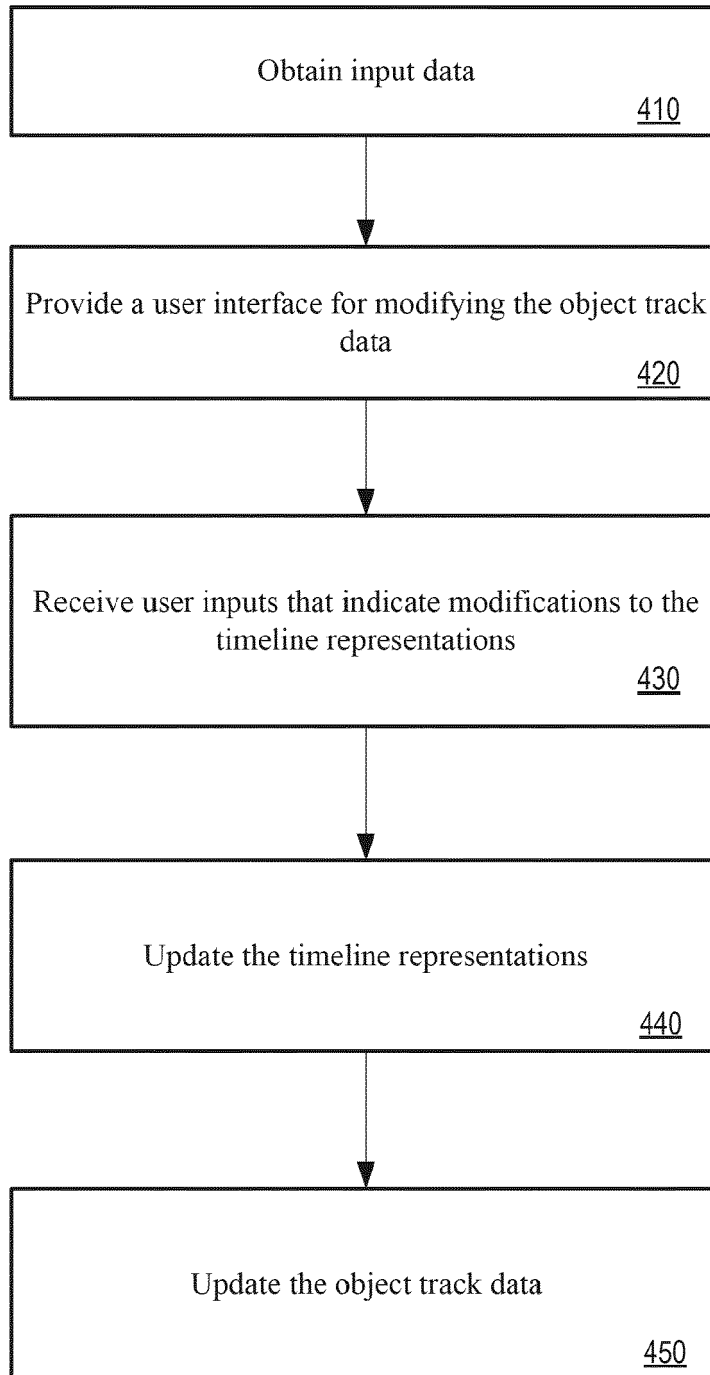 Obtain input data
410
Provide a user interface for modifying the object track
data
420
Receive user inputs that indicate modifications to the
timeline representations
430
Update the timeline representations
440
Update the object track data
450